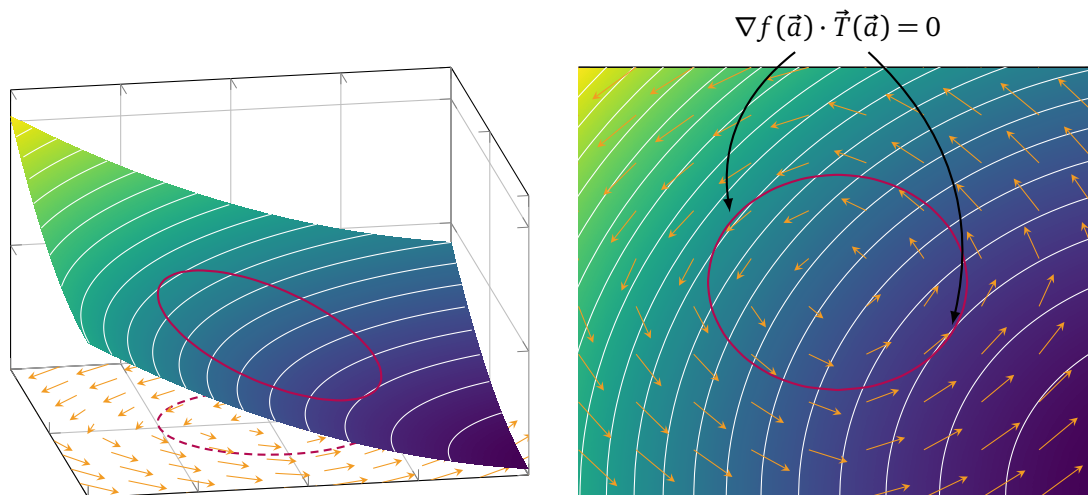 ∇f(a⃗) · T⃗(a⃗) = 0